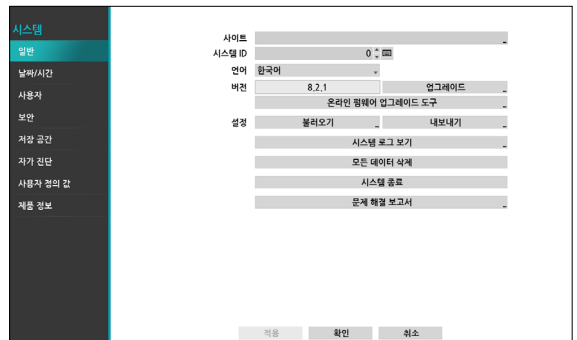 시스템
일반
날짜/시간
사용자
보안
저장 공간
자가 진단
사용자 정의 값
제품 정보
사이트
시스템 ID 0
언어 한국어
버전 8.2.1 업그레이드
온라인 펌웨어 업그레이드 도구
설정 불러오기 내보내기
시스템 로그 보기
모든 데이터 삭제
시스템 종료
문제 해결 보고서
적용 확인 취소